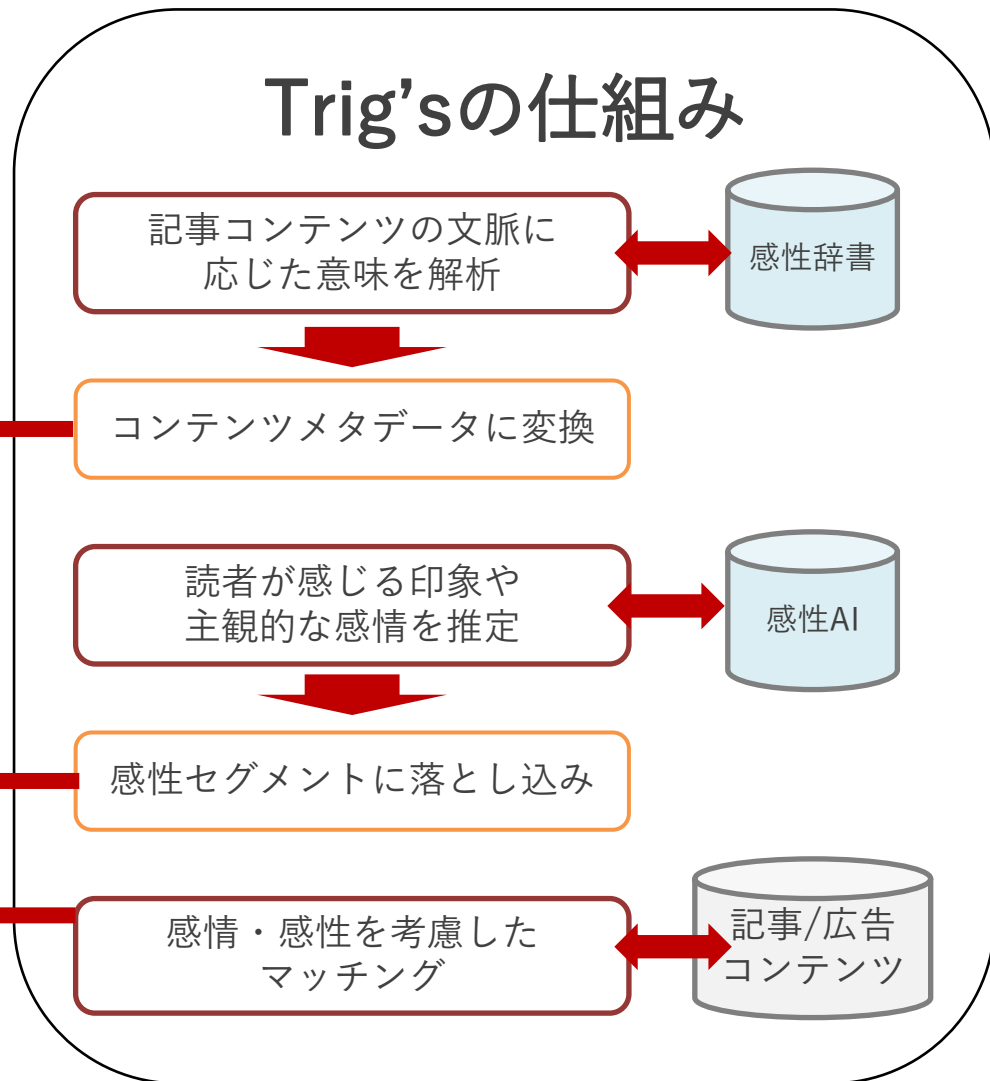 Trig’sの仕組み
記事コンテンツの文脈に
応じた意味を解析
感性辞書
コンテンツメタデータに変換
読者が感じる印象や
主観的な感情を推定
感性AI
感性セグメントに落とし込み
感情・感性を考慮した
マッチング
記事/広告
コンテンツ